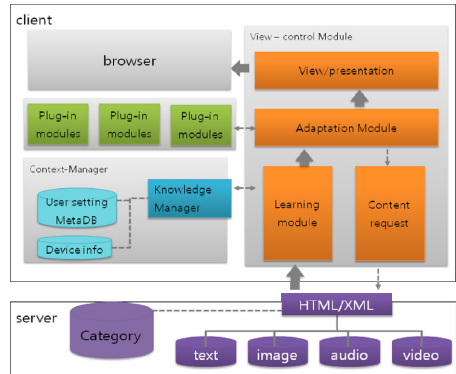 client
View – control Module
browser
View/presentation
Plug-in
modules
Plug-in
modules
Plug-in
modules
Adaptation Module
Context-Manager
User setting
MetaDB
Device info
Knowledge
Manager
Learning
module
Content
request
HTML/XML
server
Category
text
image
audio
video